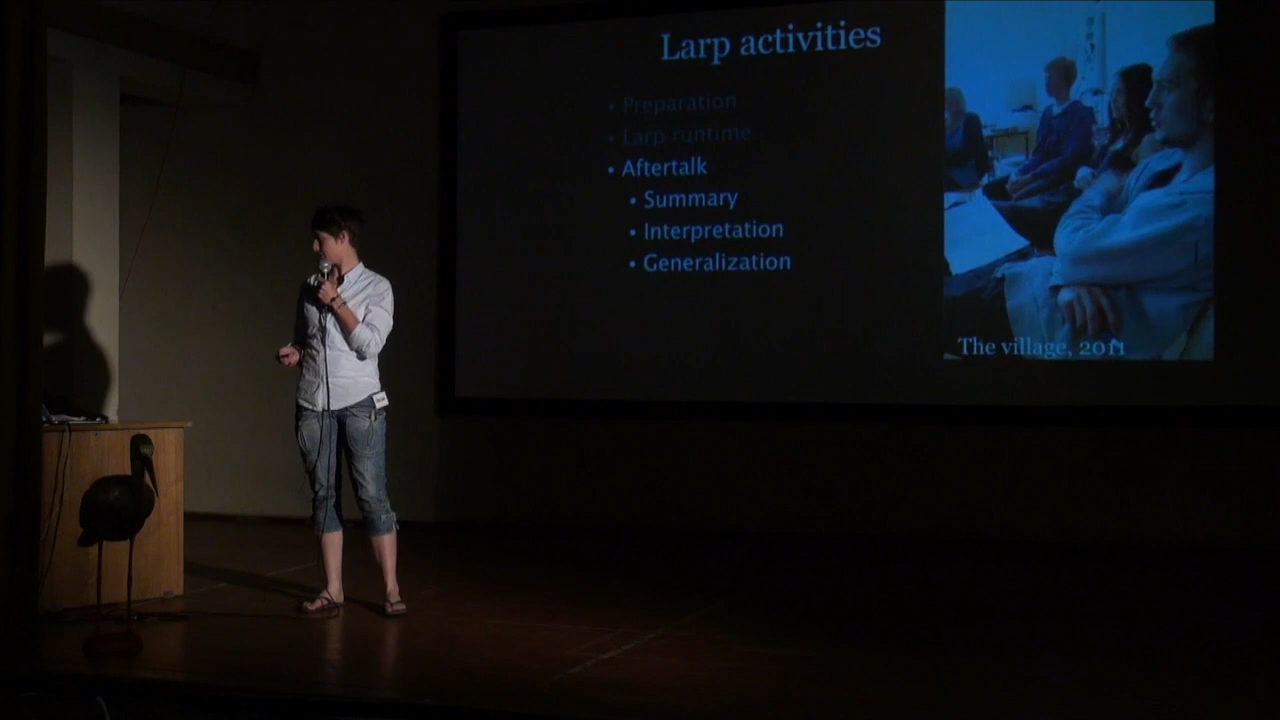 Larp activities
• Preparation
• Larp runtime
• Aftertalk
• Summary
• Interpretation
• Generalization
The village, 2011